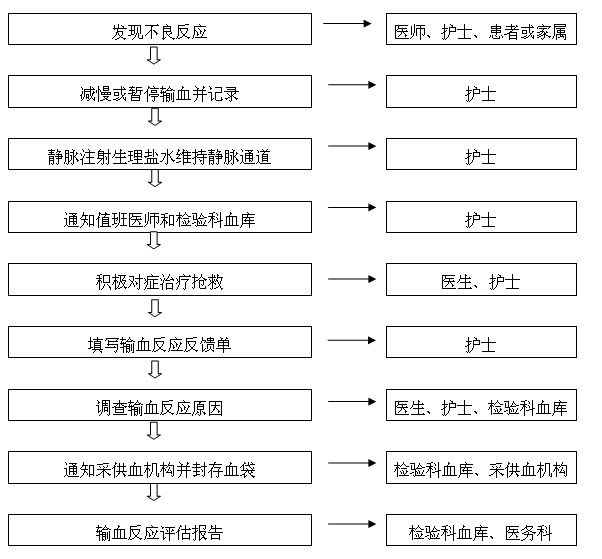 发现不良反应
医师、护士、患者或家属
减慢或暂停输血并记录
护士
静脉注射生理盐水维持静脉通道
护士
通知值班医师和检验科血库
护士
积极对症治疗抢救
医生、护士
填写输血反应反馈单
护士
调查输血反应原因
医生、护士、检验科血库
通知采供血机构并封存血袋
检验科血库、采供血机构
输血反应评估报告
检验科血库、医务科